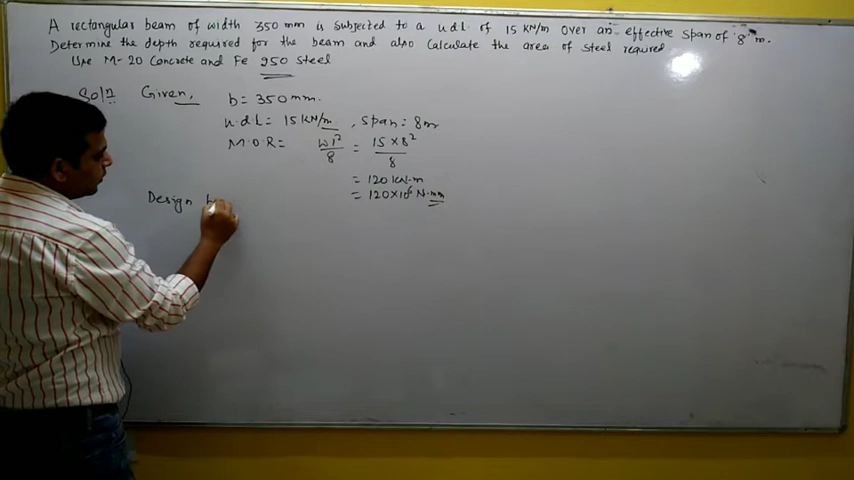 A rectangular beam of width 350 mm is subjected to a u.d.l. of 15 KN/m over an effective span of 8 m.
Determine the depth required for the beam and also Calculate the area of steel required
Use M-20 Concrete and Fe 250 steel
Soln Given, b = 350 mm.
u.d.L = 15 KN/m, span = 8m
M.O.R = wl²/8 = 15 × 8²/8
= 120 KN-m
= 120×10⁶ N.mm
Design